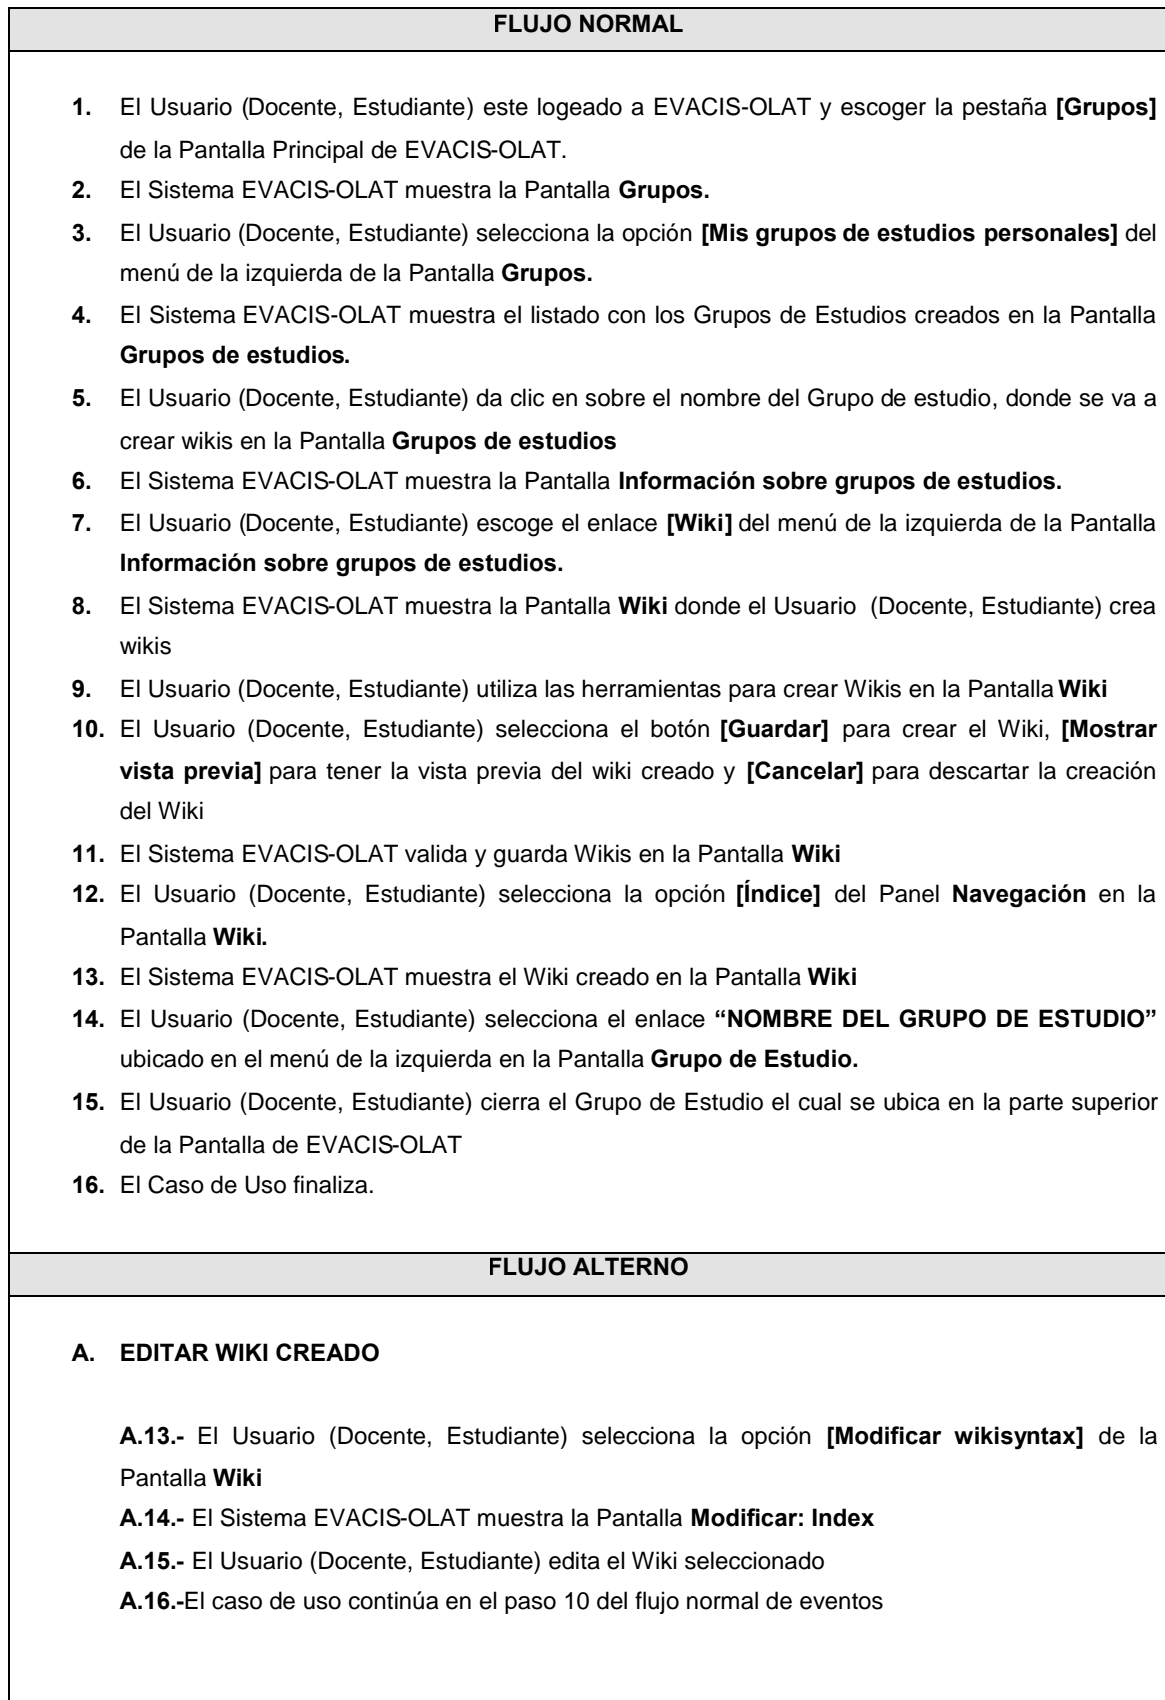 FLUJO NORMAL
1. El Usuario (Docente, Estudiante) este logeado a EVACIS-OLAT y escoger la pestaña [Grupos]
de la Pantalla Principal de EVACIS-OLAT.
2. El Sistema EVACIS-OLAT muestra la Pantalla Grupos.
3. El Usuario (Docente, Estudiante) selecciona la opción [Mis grupos de estudios personales] del
menú de la izquierda de la Pantalla Grupos.
4. El Sistema EVACIS-OLAT muestra el listado con los Grupos de Estudios creados en la Pantalla
Grupos de estudios.
5. El Usuario (Docente, Estudiante) da clic en sobre el nombre del Grupo de estudio, donde se va a
crear wikis en la Pantalla Grupos de estudios
6. El Sistema EVACIS-OLAT muestra la Pantalla Información sobre grupos de estudios.
7. El Usuario (Docente, Estudiante) escoge el enlace [Wiki] del menú de la izquierda de la Pantalla
Información sobre grupos de estudios.
8. El Sistema EVACIS-OLAT muestra la Pantalla Wiki donde el Usuario (Docente, Estudiante) crea
wikis
9. El Usuario (Docente, Estudiante) utiliza las herramientas para crear Wikis en la Pantalla Wiki
10. El Usuario (Docente, Estudiante) selecciona el botón [Guardar] para crear el Wiki, [Mostrar
vista previa] para tener la vista previa del wiki creado y [Cancelar] para descartar la creación
del Wiki
11. El Sistema EVACIS-OLAT valida y guarda Wikis en la Pantalla Wiki
12. El Usuario (Docente, Estudiante) selecciona la opción [Índice] del Panel Navegación en la
Pantalla Wiki.
13. El Sistema EVACIS-OLAT muestra el Wiki creado en la Pantalla Wiki
14. El Usuario (Docente, Estudiante) selecciona el enlace “NOMBRE DEL GRUPO DE ESTUDIO”
ubicado en el menú de la izquierda en la Pantalla Grupo de Estudio.
15. El Usuario (Docente, Estudiante) cierra el Grupo de Estudio el cual se ubica en la parte superior
de la Pantalla de EVACIS-OLAT
16. El Caso de Uso finaliza.
FLUJO ALTERNO
A. EDITAR WIKI CREADO
A.13.- El Usuario (Docente, Estudiante) selecciona la opción [Modificar wikisyntax] de la
Pantalla Wiki
A.14.- El Sistema EVACIS-OLAT muestra la Pantalla Modificar: Index
A.15.- El Usuario (Docente, Estudiante) edita el Wiki seleccionado
A.16.-El caso de uso continúa en el paso 10 del flujo normal de eventos